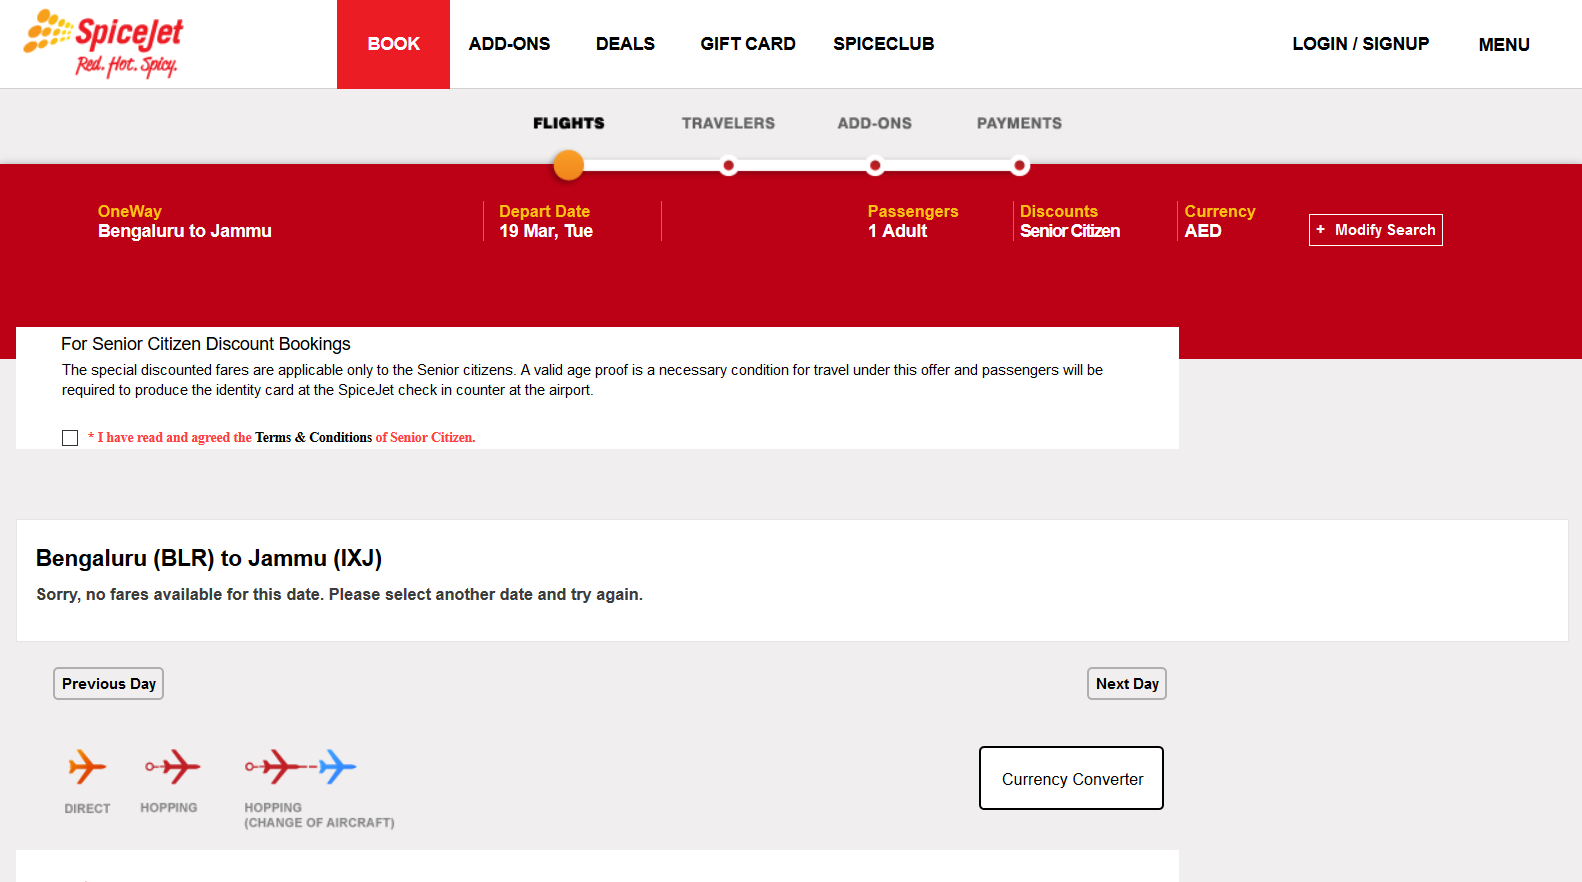 SpiceJet
Red. Hot. Spicy.
BOOK
ADD-ONS
DEALS
GIFT CARD
SPICECLUB
LOGIN / SIGNUP
MENU
FLIGHTS
TRAVELERS
ADD-ONS
PAYMENTS
OneWay
Bengaluru to Jammu
Depart Date
19 Mar, Tue
Passengers
1 Adult
Discounts
Senior Citizen
Currency
AED
+ Modify Search
For Senior Citizen Discount Bookings
The special discounted fares are applicable only to the Senior citizens. A valid age proof is a necessary condition for travel under this offer and passengers will be
required to produce the identity card at the SpiceJet check in counter at the airport.
* I have read and agreed the Terms & Conditions of Senior Citizen.
Bengaluru (BLR) to Jammu (IXJ)
Sorry, no fares available for this date. Please select another date and try again.
Previous Day
Next Day
DIRECT
HOPPING
HOPPING
(CHANGE OF AIRCRAFT)
Currency Converter